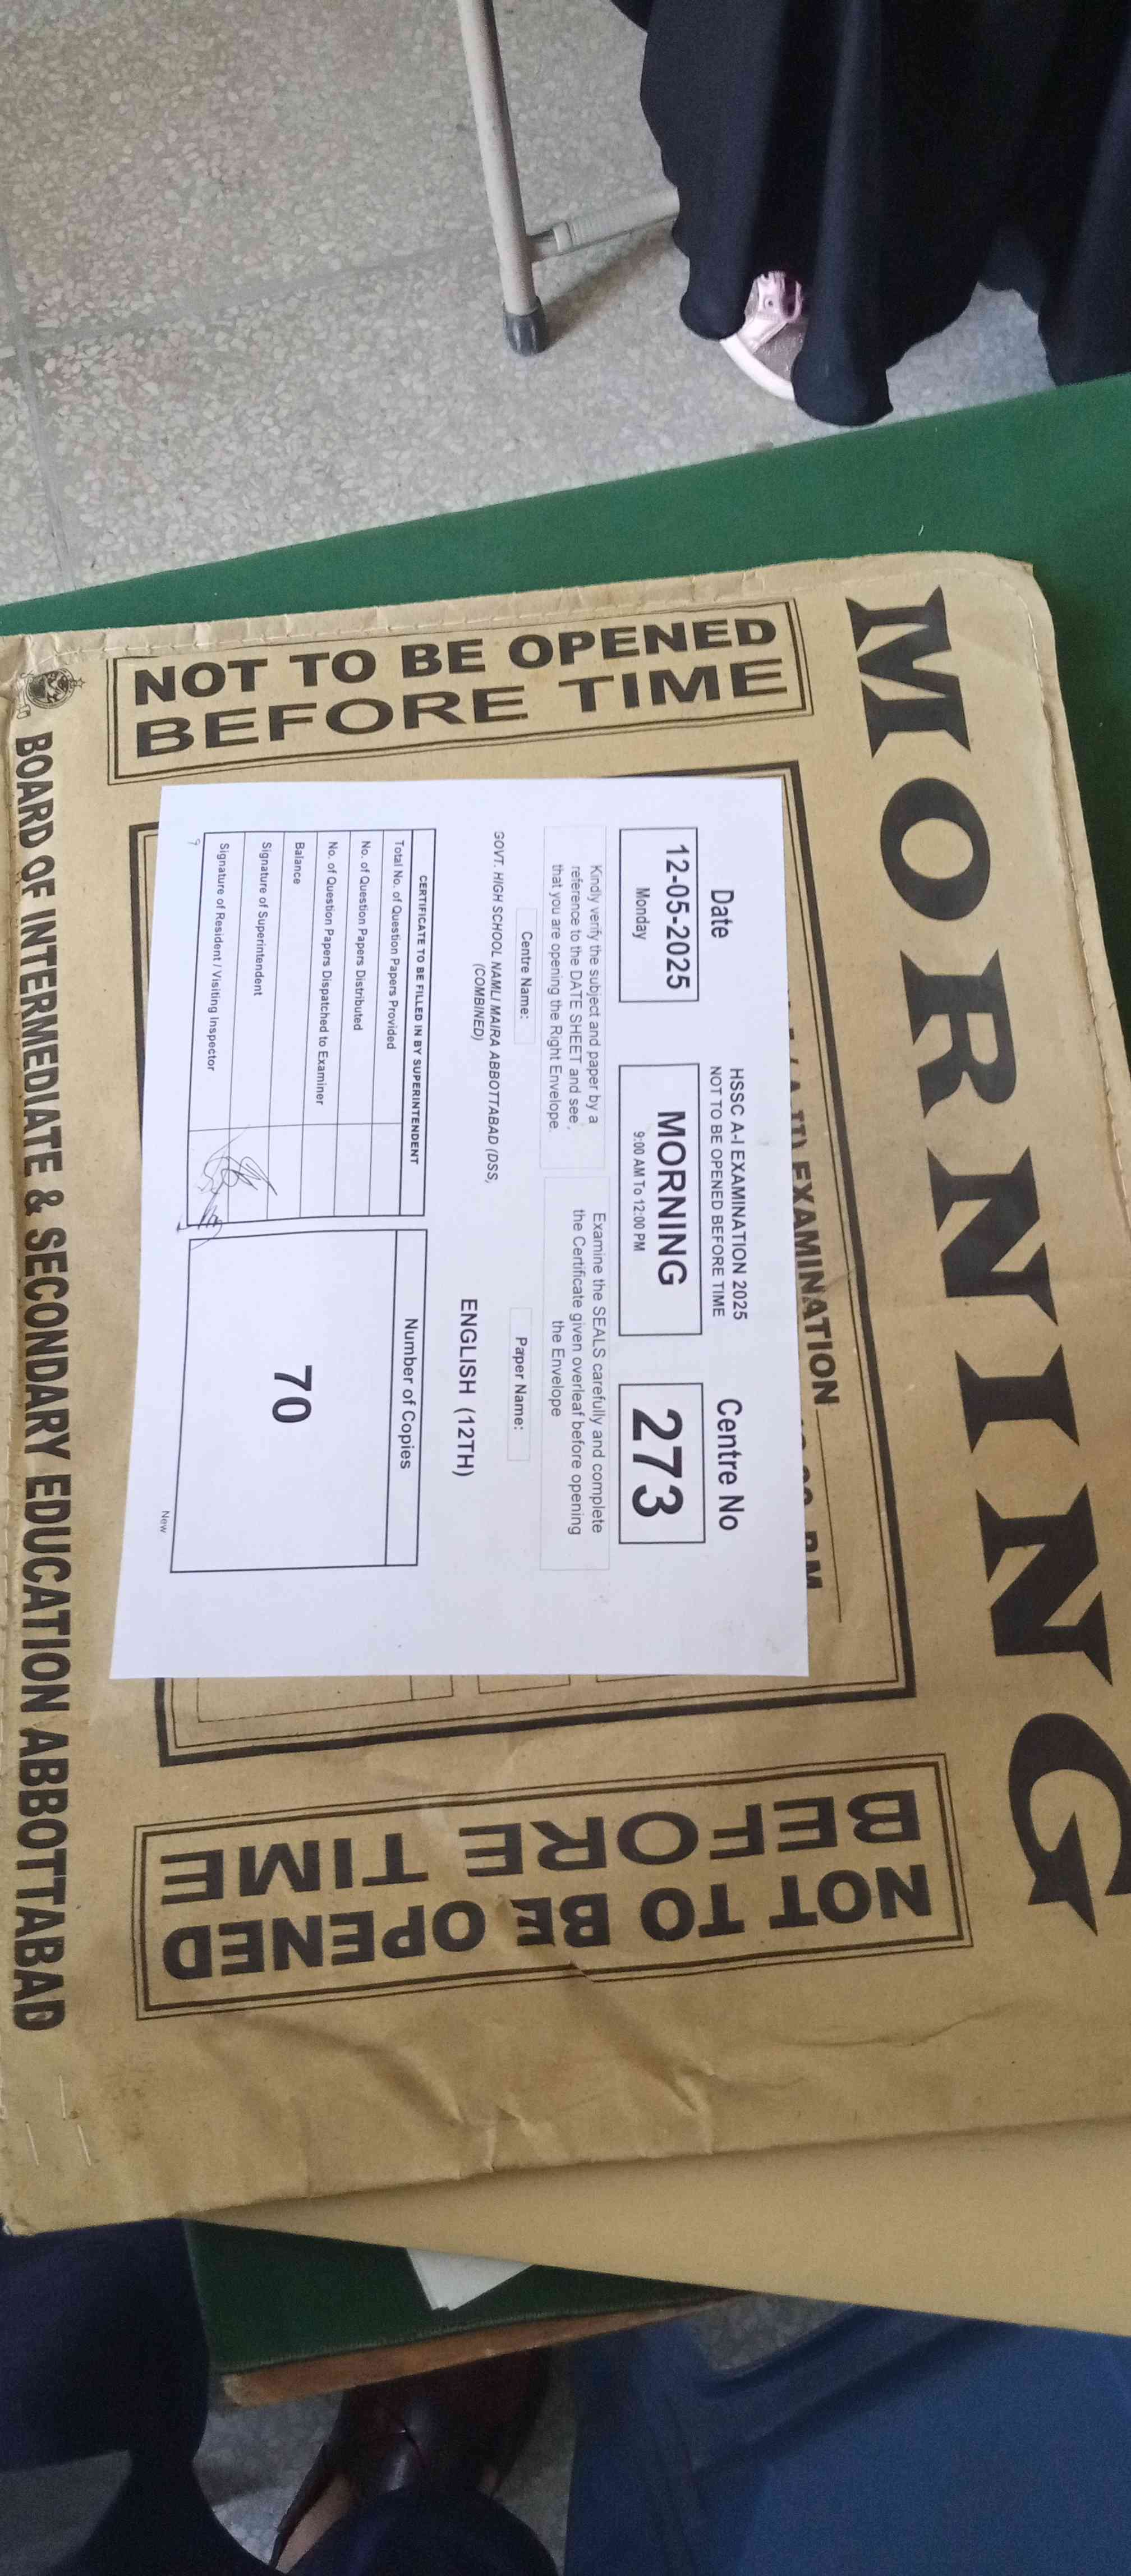 MORNING
NOT TO BE OPENED
BEFORE TIME
EXAMINATION
Date
12-05-2025
Monday
HSSC A-I EXAMINATION 2025
NOT TO BE OPENED BEFORE TIME
MORNING
9:00 AM To 12:00 PM
Centre No
273
Kindly verify the subject and paper by a
reference to the DATE SHEET and see
that you are opening the Right Envelope.
Examine the SEALS carefully and complete
the Certificate given overleaf before opening
the Envelope
Centre Name:
GOVT. HIGH SCHOOL NAMLI MAIRA ABBOTTABAD (DSS,
(COMBINED)
Paper Name:
ENGLISH (12TH)
CERTIFICATE TO BE FILLED IN BY SUPERINTENDENT
Total No. of Question Papers Provided
No. of Question Papers Distributed
No. of Question Papers Dispatched to Examiner
Balance
Signature of Superintendent
Signature of Resident / Visiting Inspector
9
Number of Copies
70
New
NOT TO BE OPENED
BEFORE TIME
BOARD OF INTERMEDIATE & SECONDARY EDUCATION ABBOTTABAD